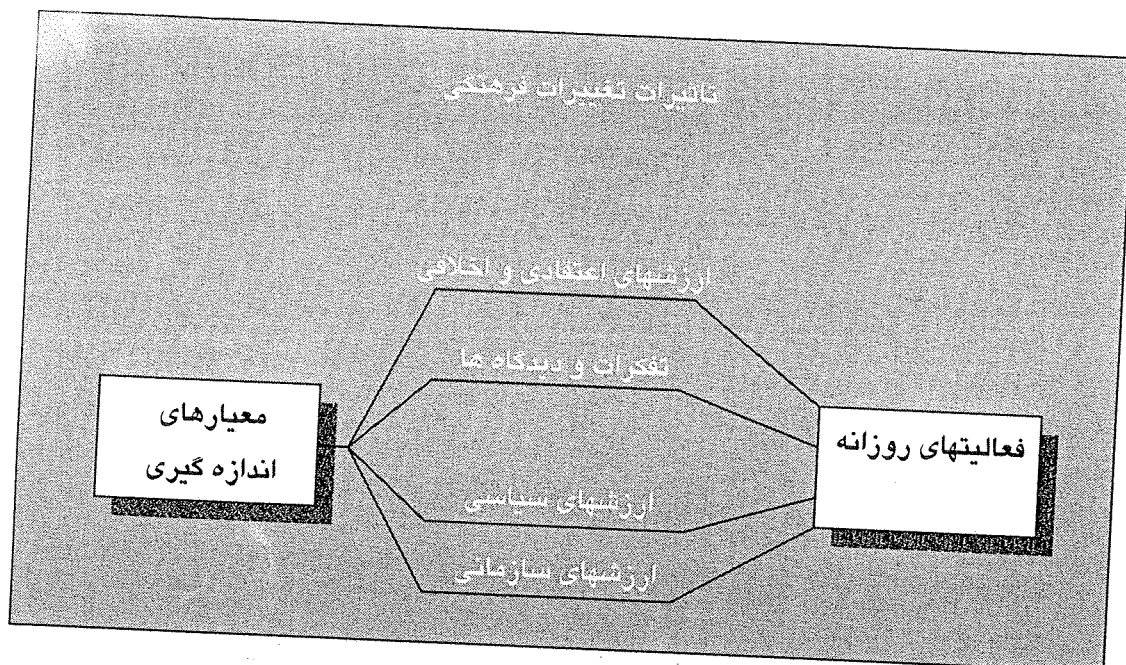 تاثیرات تغییرات فرهنگی
ارزشهای اعتقادی و اخلاقی
تفکرات و دیدگاه ها
فعالیتهای روزانه
معیارهای
اندازه گیری
ارزشهای سیاسی
ارزشهای سازمانی